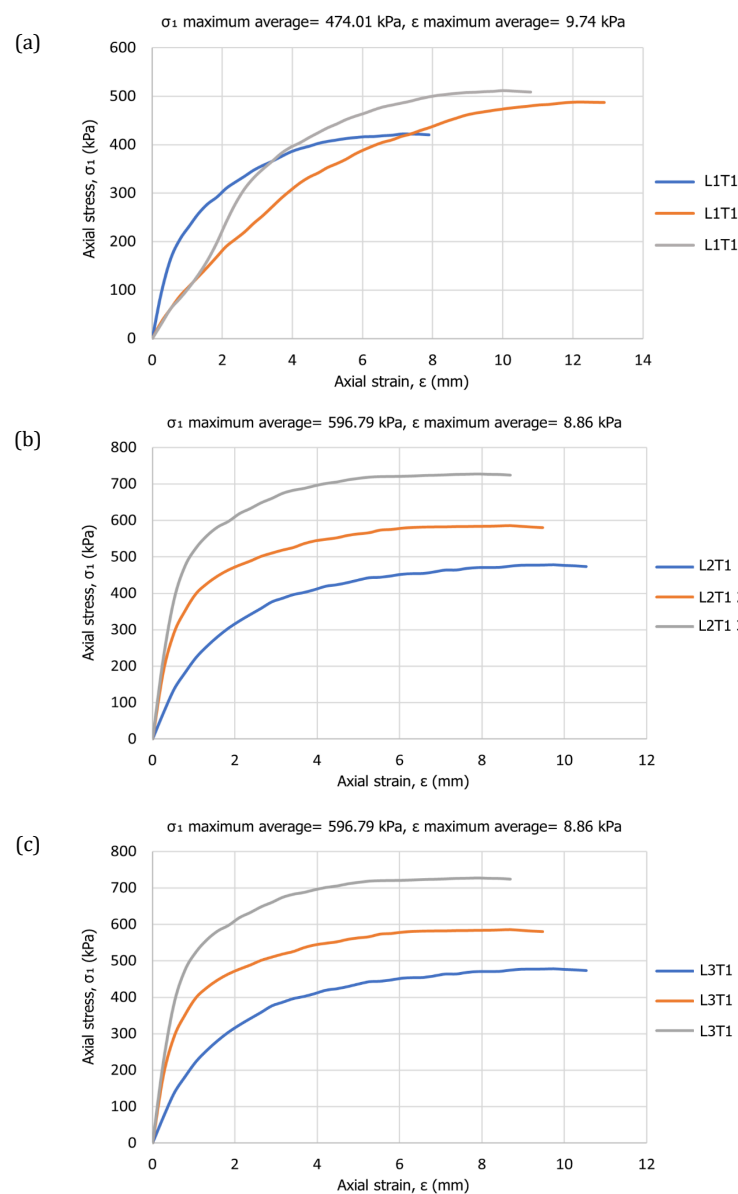 (a)
σ₁ maximum average= 474.01 kPa, ε maximum average= 9.74 kPa
600
500
400
300
200
100
0
Axial stress, σ₁ (kPa)
0 2 4 6 8 10 12 14
Axial strain, ε (mm)
L1T1
L1T1
L1T1
(b)
σ₁ maximum average= 596.79 kPa, ε maximum average= 8.86 kPa
800
700
600
500
400
300
200
100
0
Axial stress, σ₁ (kPa)
0 2 4 6 8 10 12
Axial strain, ε (mm)
L2T1
L2T1
L2T1
(c)
σ₁ maximum average= 596.79 kPa, ε maximum average= 8.86 kPa
800
700
600
500
400
300
200
100
0
Axial stress, σ₁ (kPa)
0 2 4 6 8 10 12
Axial strain, ε (mm)
L3T1
L3T1
L3T1